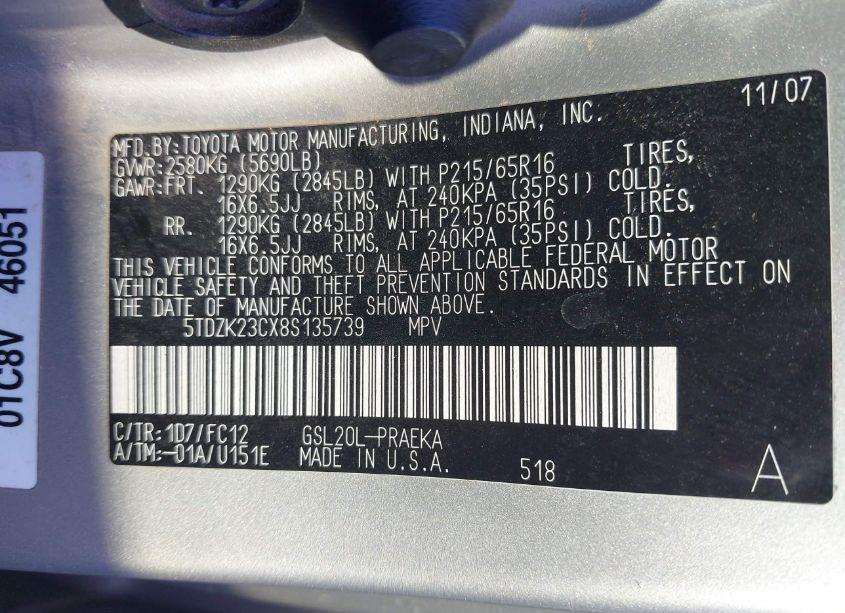 11/07
MFD.BY:TOYOTA MOTOR MANUFACTURING, INDIANA, INC.
GVWR:2580KG (5690LB)
GAWR:FRT. 1290KG (2845LB) WITH P215/65R16 TIRES,
16X6.5JJ RIMS, AT 240KPA (35PSI) COLD.
RR. 1290KG (2845LB) WITH P215/65R16 TIRES,
16X6.5JJ RIMS, AT 240KPA (35PSI) COLD.
THIS VEHICLE CONFORMS TO ALL APPLICABLE FEDERAL MOTOR
VEHICLE SAFETY AND THEFT PREVENTION STANDARDS IN EFFECT ON
THE DATE OF MANUFACTURE SHOWN ABOVE.
5TDZK23CX8S135739 MPV
C/TR:1D7/FC12 GSL20L-PRAEKA
A/TM:-01A/U151E MADE IN U.S.A. 518 A
01C8V 46051